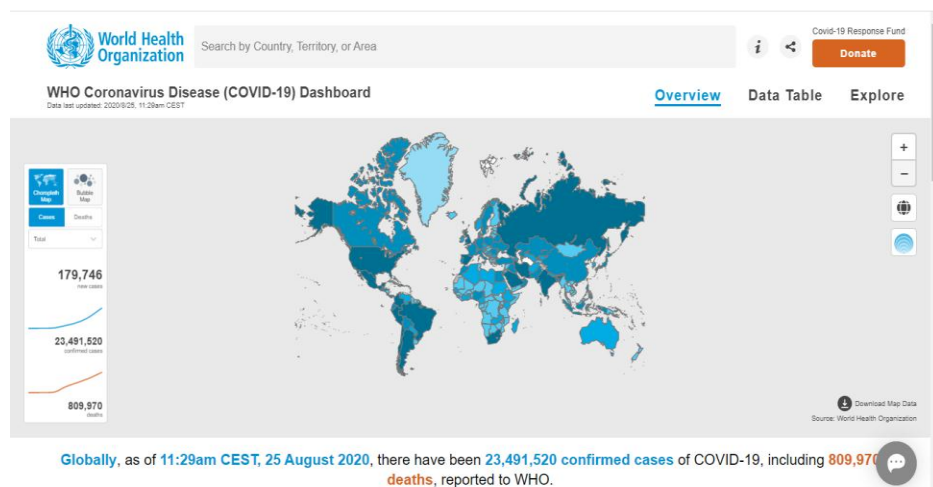 World Health
Organization
Search by Country, Territory, or Area
i
Covid-19 Response Fund
Donate
WHO Coronavirus Disease (COVID-19) Dashboard
Data last updated: 2020/8/25, 11:29am CEST
Overview
Data Table
Explore
+
−
Choropleth
Map
Bubble
Map
Cases
Deaths
Total
179,746
new cases
23,491,520
confirmed cases
809,970
deaths
Download Map Data
Source: World Health Organization
Globally, as of 11:29am CEST, 25 August 2020, there have been 23,491,520 confirmed cases of COVID-19, including 809,970
deaths, reported to WHO.